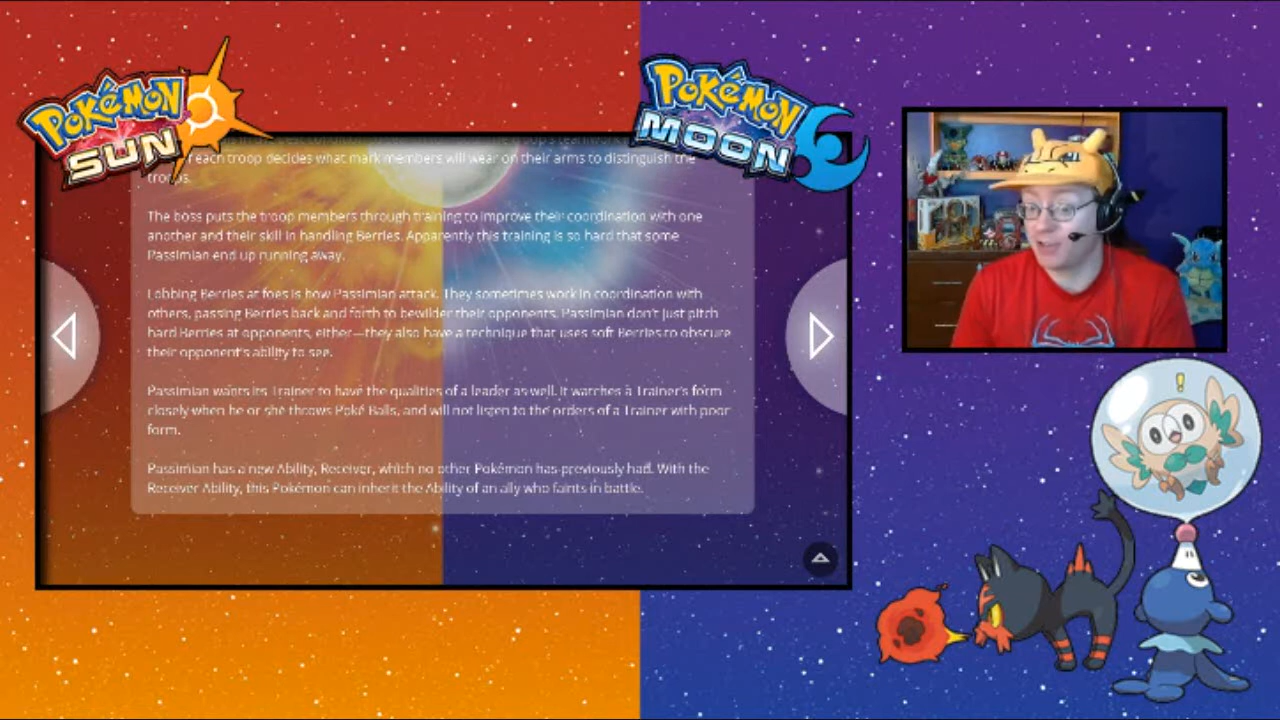 POKéMON
SUN
POKéMON
MOON
each troop decides what mark members will wear on their arms to distinguish the
troops.
The boss puts the troop members through training to improve their coordination with one
another and their skill in handling Berries. Apparently this training is so hard that some
Passimian end up running away.
Lobbing Berries at foes is how Passimian attack. They sometimes work in coordination with
others, passing Berries back and forth to bewilder their opponents. Passimian don't just pitch
hard Berries at opponents, either—they also have a technique that uses soft Berries to obscure
their opponent's ability to see.
Passimian wants its Trainer to have the qualities of a leader as well. It watches a Trainer's form
closely when he or she throws Poké Balls, and will not listen to the orders of a Trainer with poor
form.
Passimian has a new Ability, Receiver, which no other Pokémon has previously had. With the
Receiver Ability, this Pokémon can inherit the Ability of an ally who faints in battle.
!